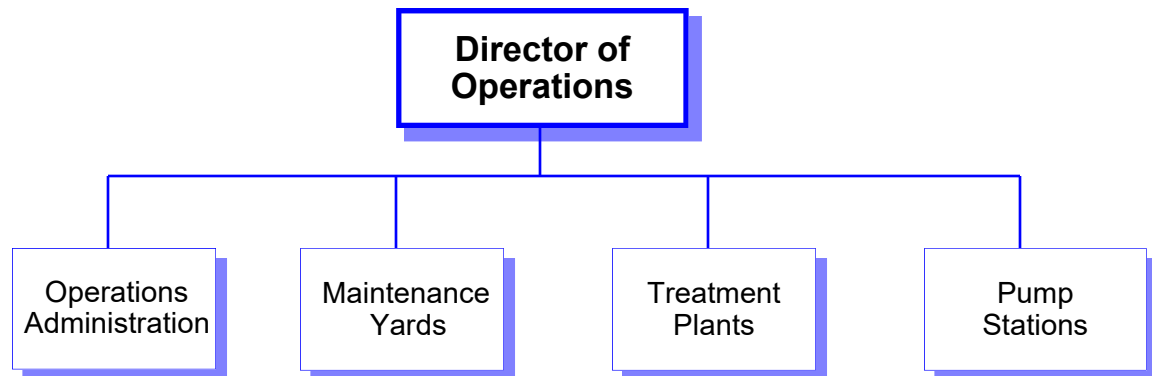 Director of
Operations
Operations
Administration
Maintenance
Yards
Treatment
Plants
Pump
Stations